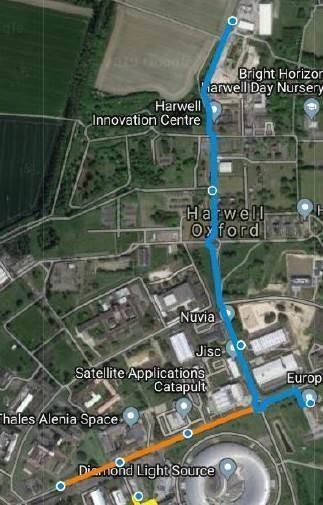 Bright Horizon
Harwell Day Nursery
Harwell
Innovation Centre
Harwell
Oxford
H
Nuvia
Jisc
Satellite Applications
Catapult
Europ
Thales Alenia Space
Diamond Light Source